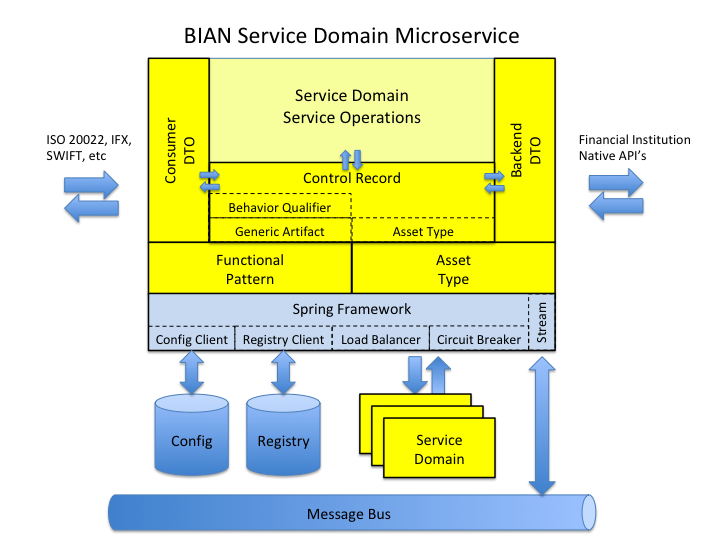 BIAN Service Domain Microservice
ISO 20022, IFX,
SWIFT, etc
Consumer
DTO
Service Domain
Service Operations
Backend
DTO
Financial Institution
Native API's
Control Record
Behavior Qualifier
Generic Artifact
Asset Type
Functional
Pattern
Asset
Type
Spring Framework
Stream
Config Client
Registry Client
Load Balancer
Circuit Breaker
Config
Registry
Service
Domain
Message Bus